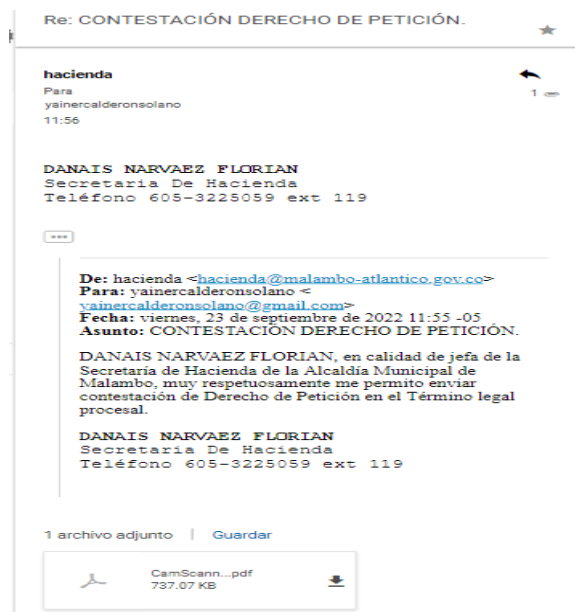 Re: CONTESTACIÓN DERECHO DE PETICIÓN.
hacienda
Para
1
yainercalderonsolano
11:56
DANAIS NARVAEZ FLORIAN
Secretaria De Hacienda
Teléfono 605-3225059 ext 119
•••
De: hacienda <hacienda@malambo-atlantico.gov.co>
Para: yainercalderonsolano <
yainercalderonsolano@gmail.com>
Fecha: viernes, 23 de septiembre de 2022 11:55 -05
Asunto: CONTESTACIÓN DERECHO DE PETICIÓN.
DANAIS NARVAEZ FLORIAN, en calidad de jefa de la
Secretaría de Hacienda de la Alcaldía Municipal de
Malambo, muy respetuosamente me permito enviar
contestación de Derecho de Petición en el Término legal
procesal.
DANAIS NARVAEZ FLORIAN
Secretaria De Hacienda
Teléfono 605-3225059 ext 119
1 archivo adjunto | Guardar
CamScann...pdf
737.07 KB